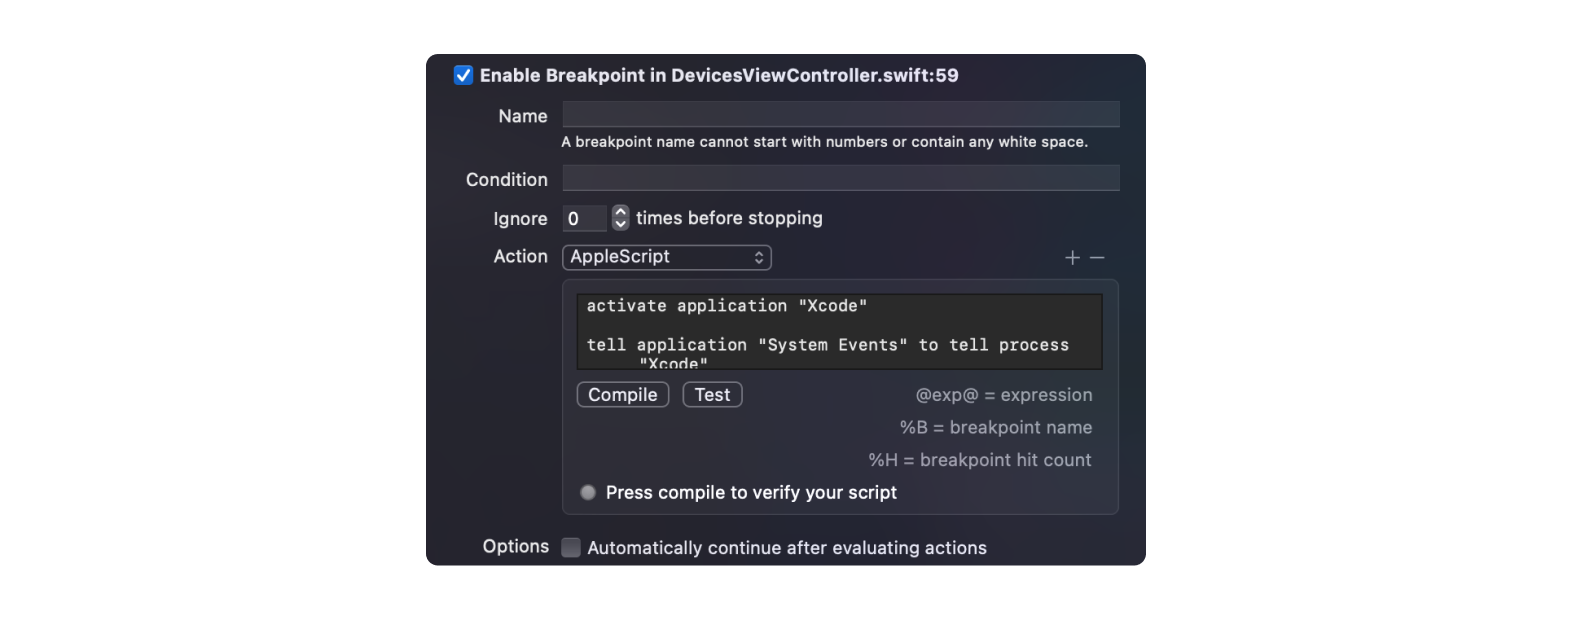 Enable Breakpoint in DevicesViewController.swift:59
Name
A breakpoint name cannot start with numbers or contain any white space.
Condition
Ignore 0 times before stopping
Action AppleScript + −
activate application "Xcode"
tell application "System Events" to tell process
"Xcode"
Compile Test @exp@ = expression
%B = breakpoint name
%H = breakpoint hit count
Press compile to verify your script
Options Automatically continue after evaluating actions